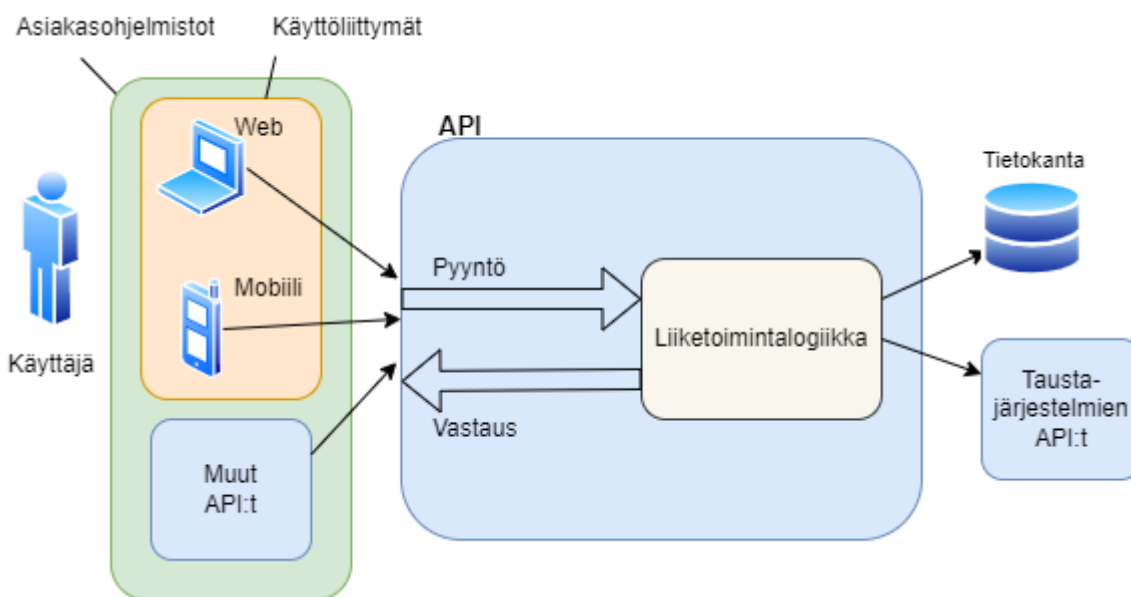 Asiakasohjelmistot
Käyttöliittymät
Web
API
Tietokanta
Pyyntö
Mobiili
Liiketoimintalogiikka
Käyttäjä
Tausta-
järjestelmien
API:t
Vastaus
Muut
API:t